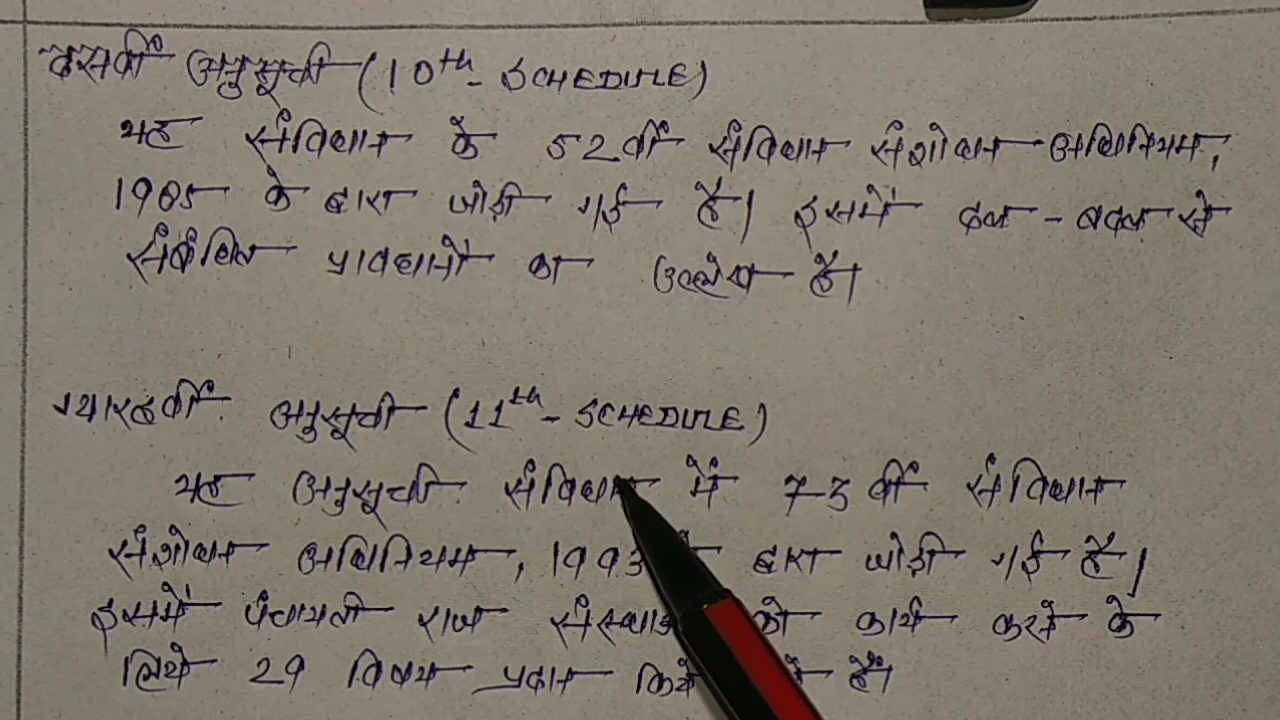 दसवीं अनुसूची (10th - SCHEDULE)
यह संविधान के 52वीं संविधान संशोधन अधिनियम,
1985 के द्वारा जोड़ी गई है। इसमें दल-बदल से
संबंधित प्रावधानों का उल्लेख है।
ग्यारहवीं अनुसूची (11th - SCHEDULE)
यह अनुसूची संविधान में 73वीं संविधान
संशोधन अधिनियम, 1993 द्वारा जोड़ी गई है।
इसमें पंचायती राज को कार्य करने के
लिये 29 विषय प्रदान किये हैं।